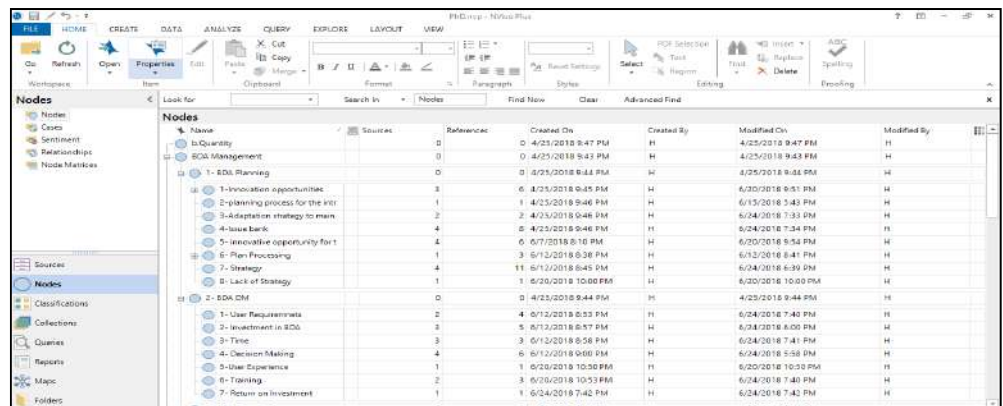 PhD.nvp - NVivo Plus
FILE HOME CREATE DATA ANALYZE QUERY EXPLORE LAYOUT VIEW
Go Refresh Open Properties Edit Paste Cut Copy Merge
B I U A
Reset Settings
Select PDF Selection Text Region Find Insert Replace Delete ABC Spelling
Workspace Item Clipboard Format Paragraph Styles Editing Proofing
Nodes
Look for Search In Nodes Find Now Clear Advanced Find
Nodes
Cases
Sentiment
Relationships
Node Matrices
Sources
Nodes
Classifications
Collections
Queries
Reports
Maps
Folders
Nodes
Name Sources References Created On Created By Modified On Modified By
b.Quantity 0 0 4/25/2018 9:47 PM H 4/25/2018 9:47 PM H
BDA Management 0 0 4/25/2018 9:43 PM H 4/25/2018 9:43 PM H
1- BDA Planning 0 0 4/25/2018 9:44 PM H 4/25/2018 9:44 PM H
1-Innovation opportunities 3 6 4/25/2018 9:45 PM H 6/20/2018 9:51 PM H
2-planning process for the intr 1 1 4/25/2018 9:46 PM H 6/15/2018 5:43 PM H
3-Adaptation strategy to main 2 2 4/25/2018 9:46 PM H 6/24/2018 7:33 PM H
4-Issue bank 4 8 4/25/2018 9:46 PM H 6/24/2018 7:34 PM H
5- innovative opportunity for t 4 6 6/7/2018 8:10 PM H 6/20/2018 9:54 PM H
6- Plan Processing 1 3 6/12/2018 8:38 PM H 6/12/2018 8:41 PM H
7- Strategy 4 11 6/12/2018 8:45 PM H 6/24/2018 6:39 PM H
8- Lack of Strategy 1 1 6/20/2018 10:00 PM H 6/20/2018 10:00 PM H
2- BDA DM 0 0 4/25/2018 9:44 PM H 4/25/2018 9:44 PM H
1- User Requiremnets 2 4 6/12/2018 8:53 PM H 6/24/2018 7:40 PM H
2- Investment in BDA 3 5 6/12/2018 8:57 PM H 6/24/2018 8:00 PM H
3- Time 3 3 6/12/2018 8:58 PM H 6/24/2018 7:41 PM H
4- Decision Making 4 6 6/12/2018 9:00 PM H 6/24/2018 5:58 PM H
5-User Experience 1 1 6/20/2018 10:50 PM H 6/20/2018 10:50 PM H
6- Training 2 3 6/20/2018 10:53 PM H 6/24/2018 7:40 PM H
7- Return on Investment 1 1 6/24/2018 7:42 PM H 6/24/2018 7:42 PM H